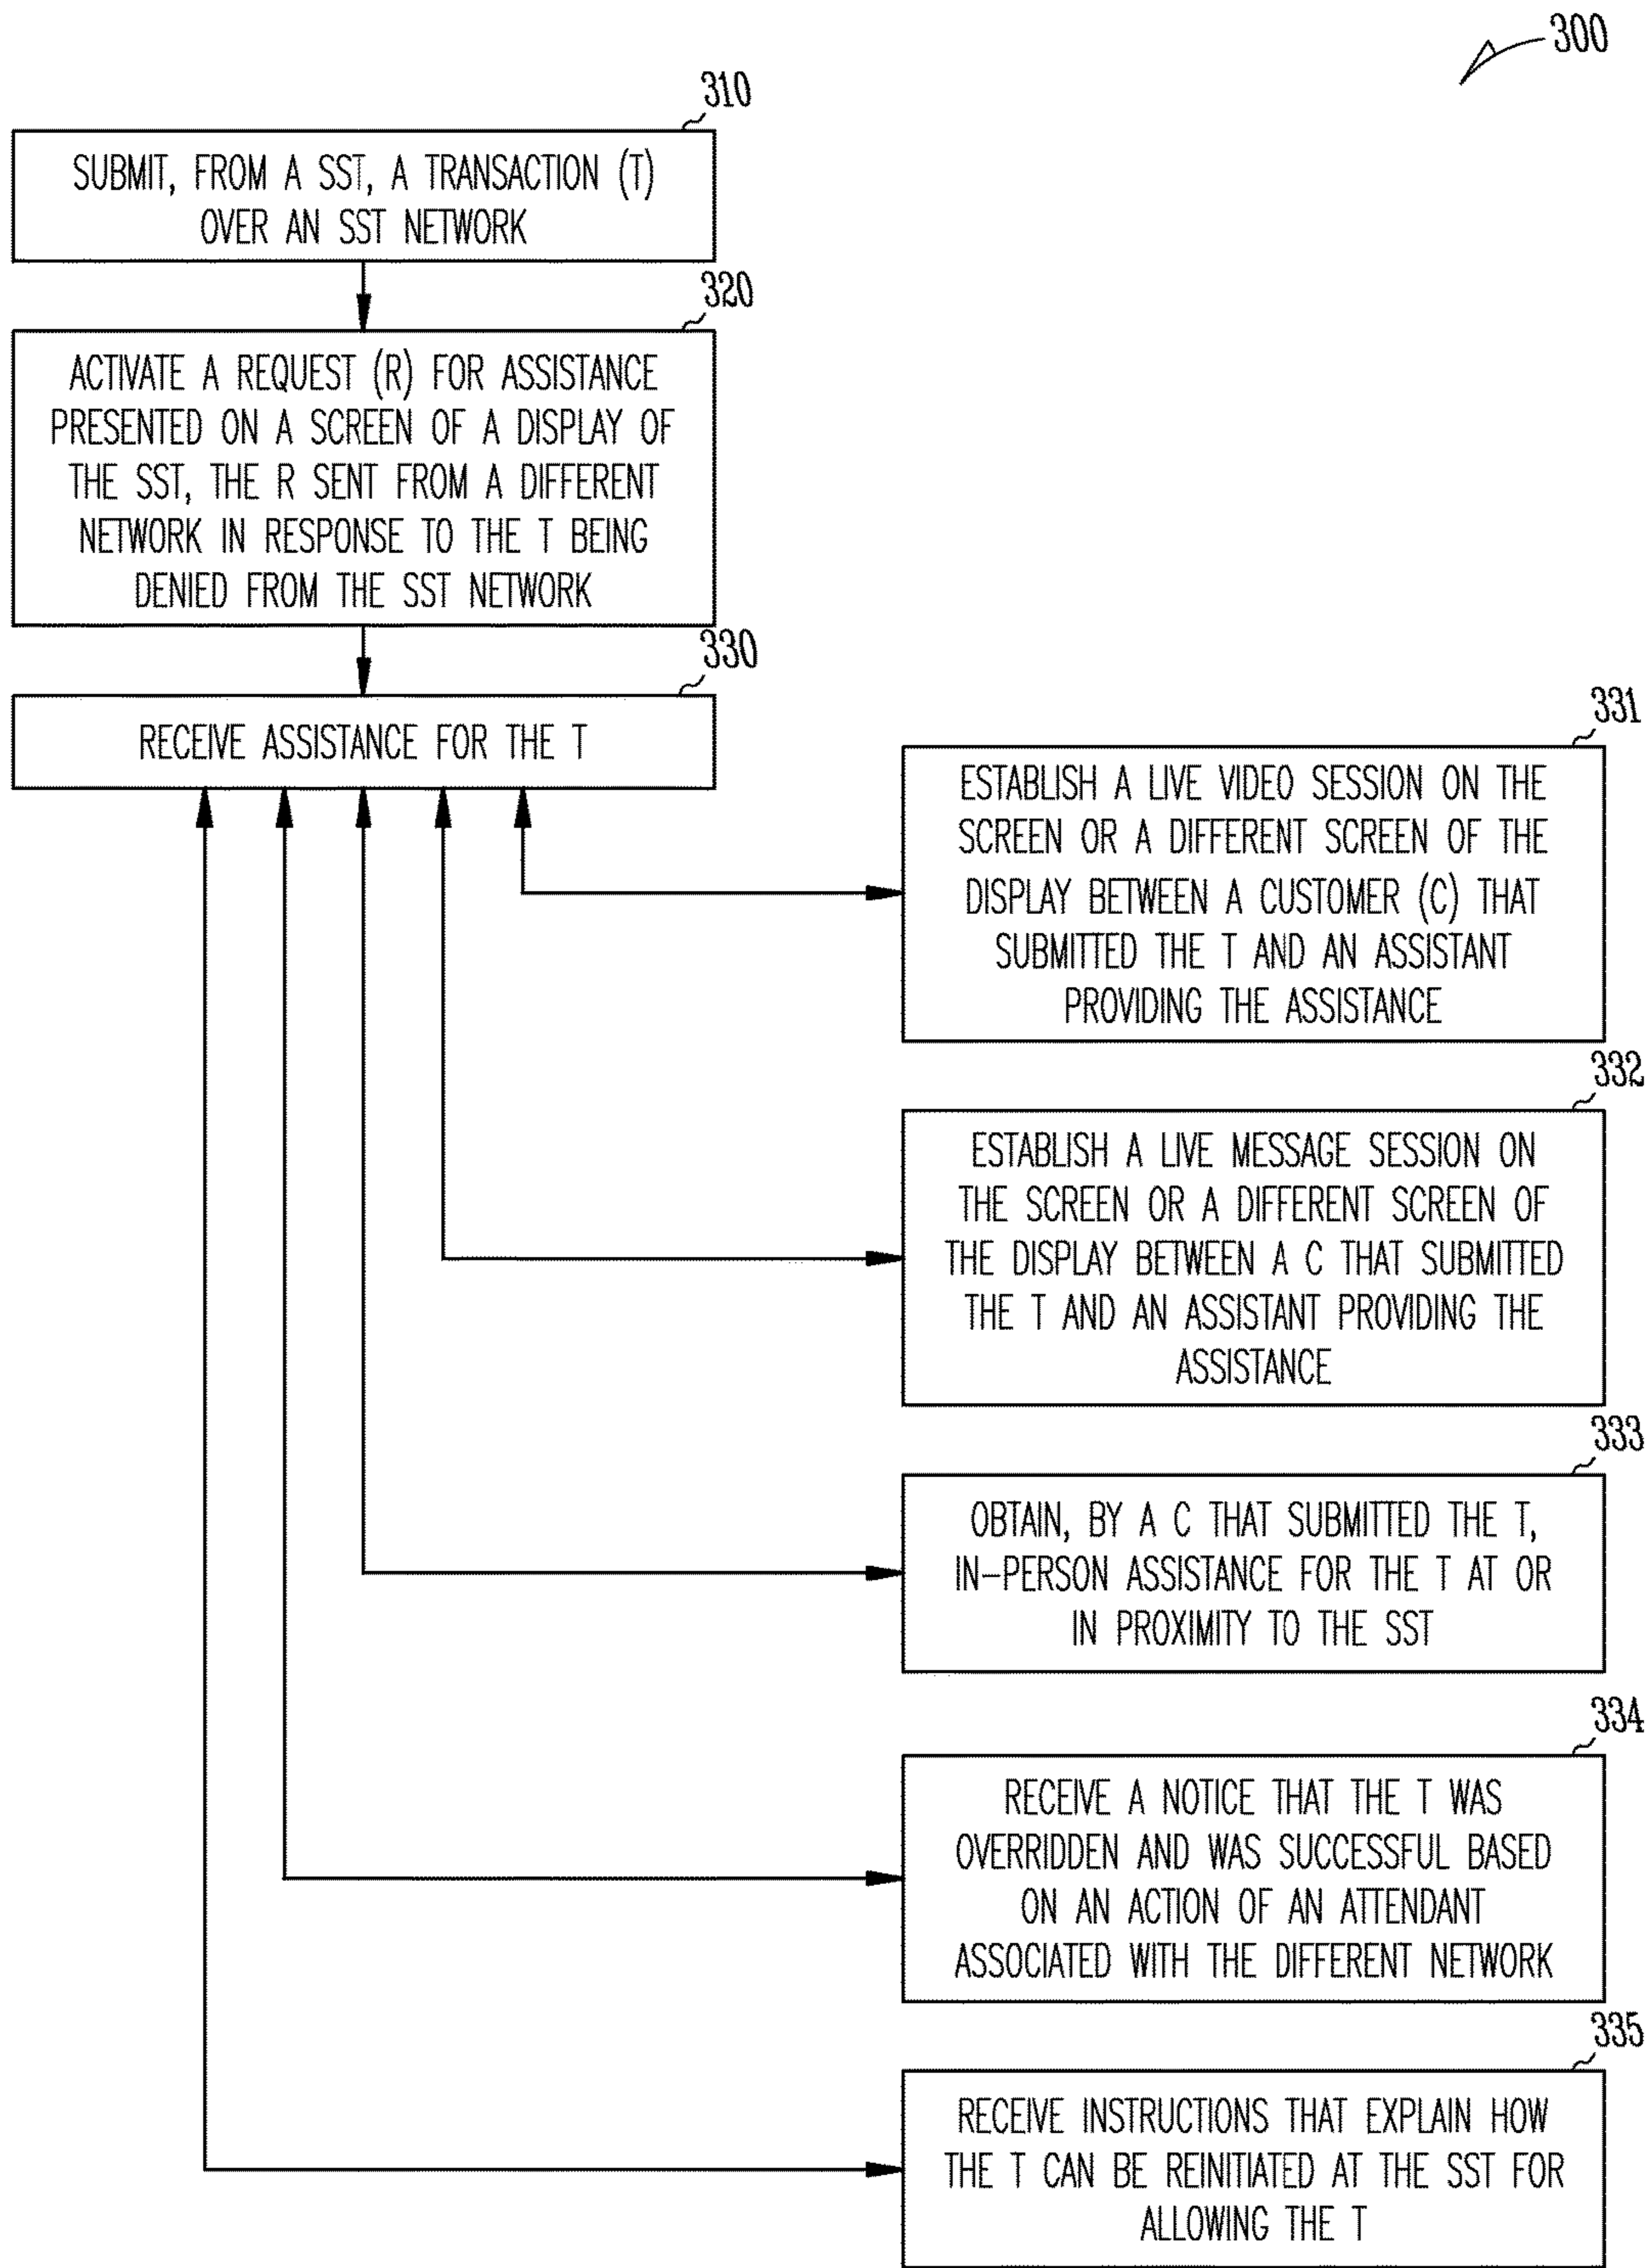 300
310
SUBMIT, FROM A SST, A TRANSACTION (T)
OVER AN SST NETWORK
320
ACTIVATE A REQUEST (R) FOR ASSISTANCE
PRESENTED ON A SCREEN OF A DISPLAY OF
THE SST, THE R SENT FROM A DIFFERENT
NETWORK IN RESPONSE TO THE T BEING
DENIED FROM THE SST NETWORK
330
RECEIVE ASSISTANCE FOR THE T
331
ESTABLISH A LIVE VIDEO SESSION ON THE
SCREEN OR A DIFFERENT SCREEN OF THE
DISPLAY BETWEEN A CUSTOMER (C) THAT
SUBMITTED THE T AND AN ASSISTANT
PROVIDING THE ASSISTANCE
332
ESTABLISH A LIVE MESSAGE SESSION ON
THE SCREEN OR A DIFFERENT SCREEN OF
THE DISPLAY BETWEEN A C THAT SUBMITTED
THE T AND AN ASSISTANT PROVIDING THE
ASSISTANCE
333
OBTAIN, BY A C THAT SUBMITTED THE T,
IN-PERSON ASSISTANCE FOR THE T AT OR
IN PROXIMITY TO THE SST
334
RECEIVE A NOTICE THAT THE T WAS
OVERRIDDEN AND WAS SUCCESSFUL BASED
ON AN ACTION OF AN ATTENDANT
ASSOCIATED WITH THE DIFFERENT NETWORK
335
RECEIVE INSTRUCTIONS THAT EXPLAIN HOW
THE T CAN BE REINITIATED AT THE SST FOR
ALLOWING THE T